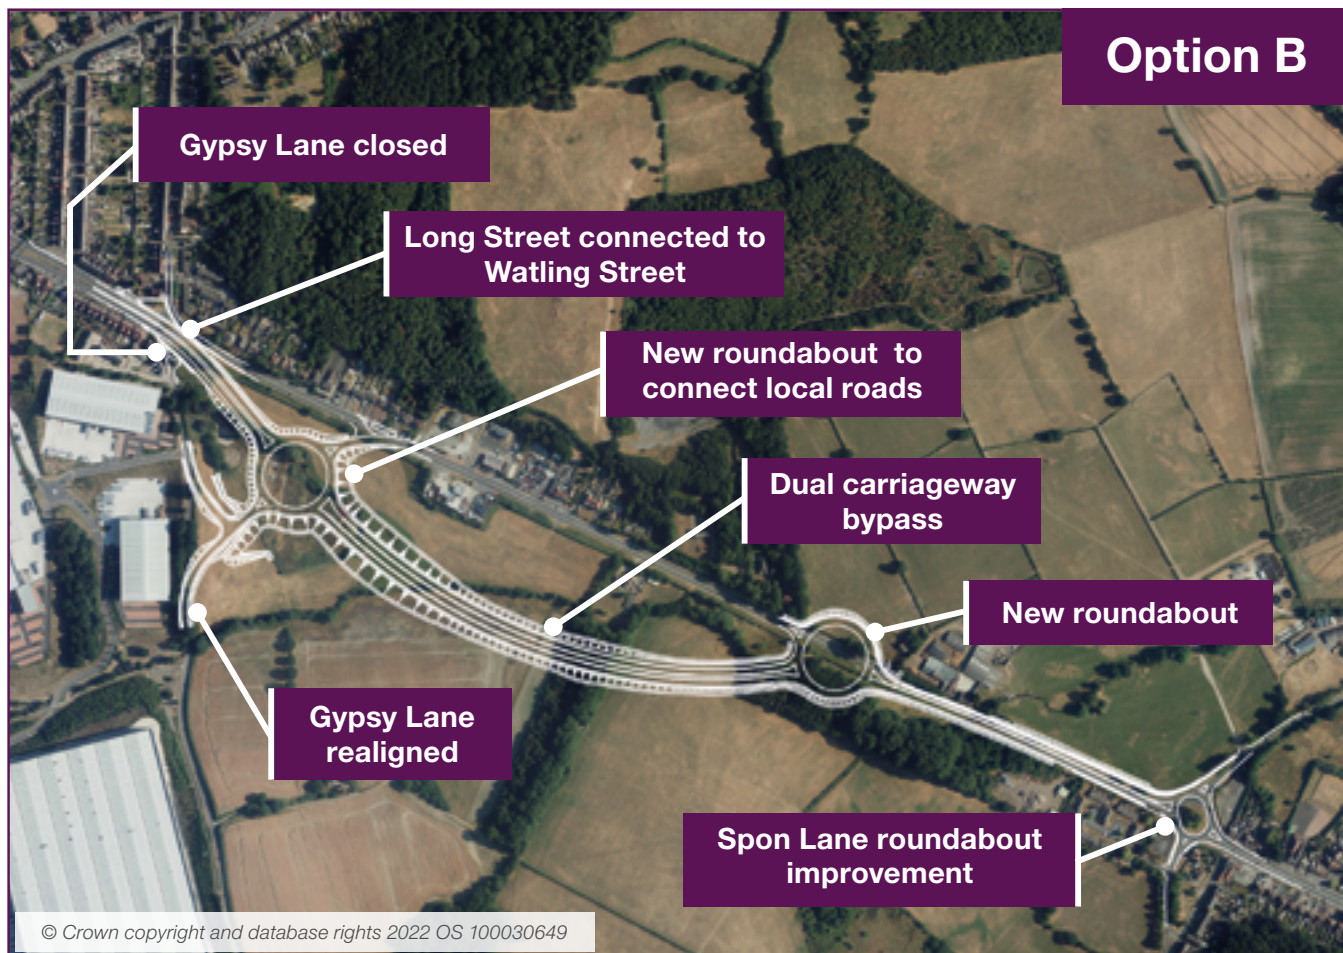 Option B
Gypsy Lane closed
Long Street connected to
Watling Street
New roundabout to
connect local roads
Dual carriageway
bypass
New roundabout
Gypsy Lane
realigned
Spon Lane roundabout
improvement
© Crown copyright and database rights 2022 OS 100030649